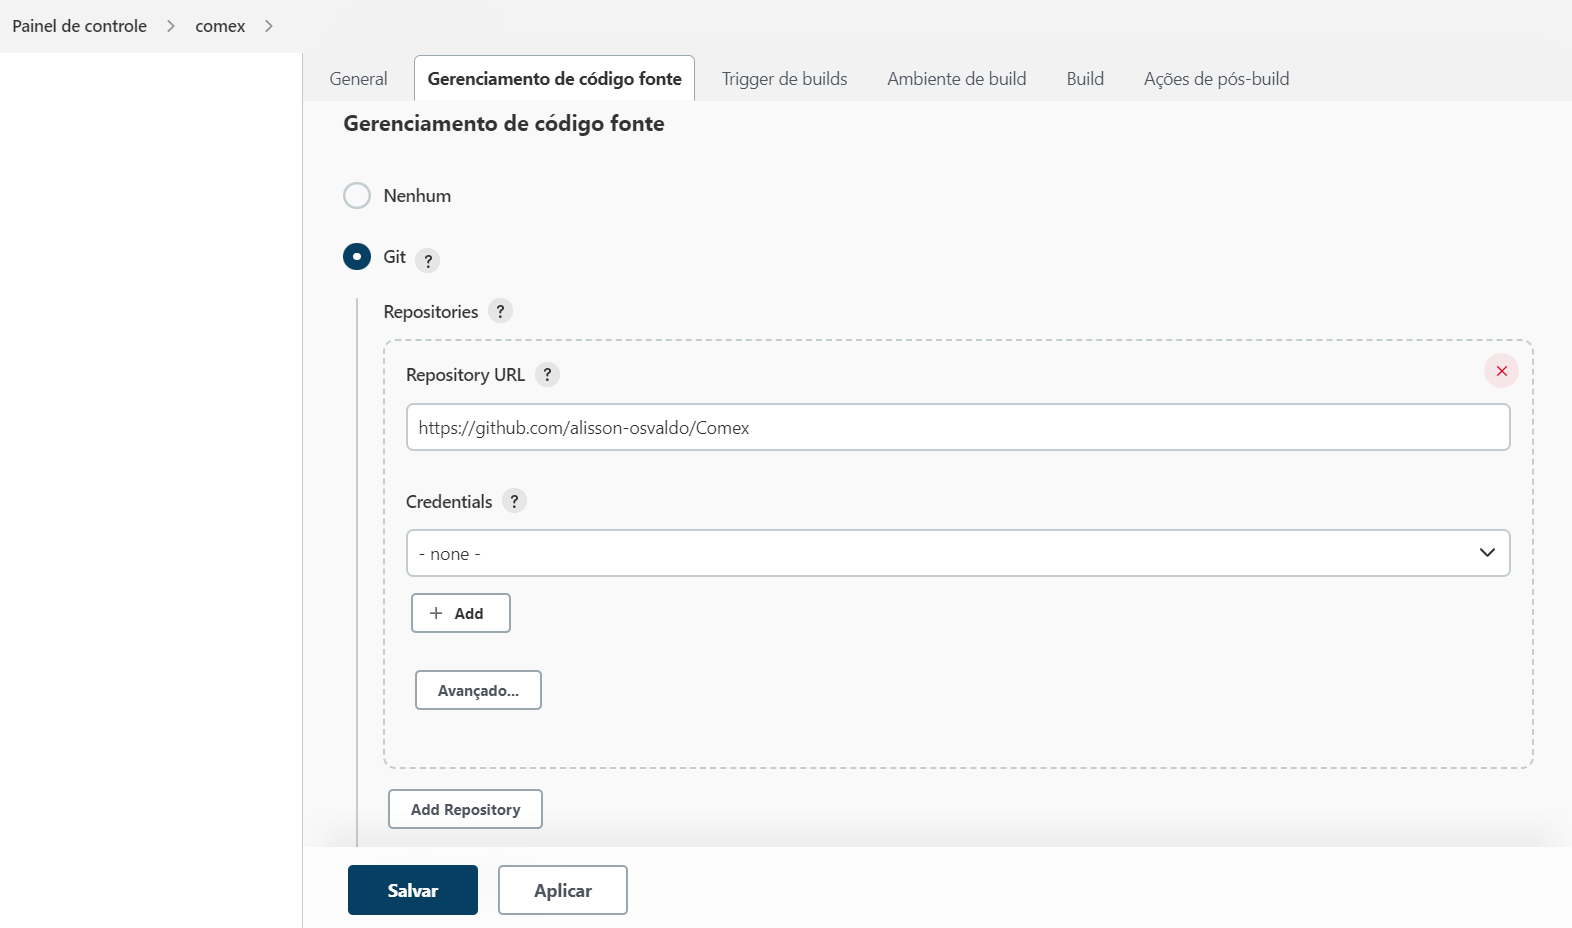 Painel de controle > comex >
General Gerenciamento de código fonte Trigger de builds Ambiente de build Build Ações de pós-build
Gerenciamento de código fonte
Nenhum
Git ?
Repositories ?
Repository URL ?
https://github.com/alisson-osvaldo/Comex
Credentials ?
- none -
+ Add
Avançado...
Add Repository
Salvar Aplicar